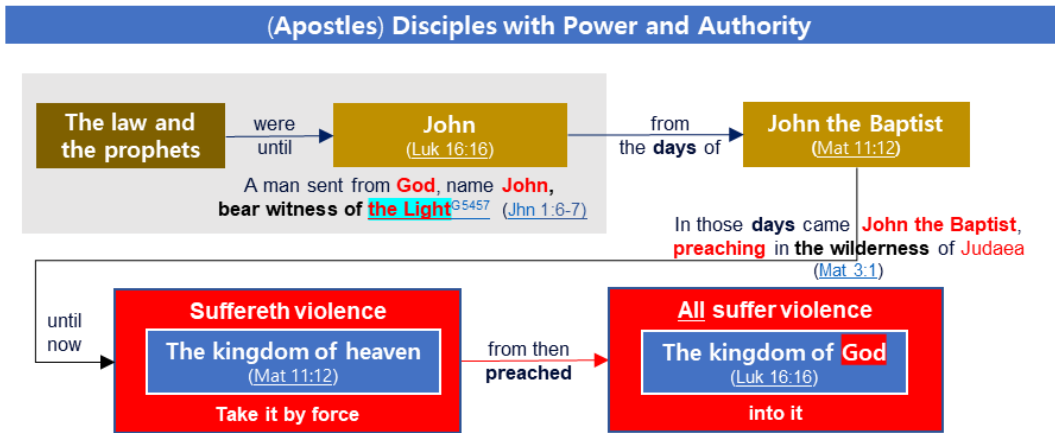 (Apostles) Disciples with Power and Authority
The law and
the prophets
were
until
John
(Luk 16:16)
from
the days of
John the Baptist
(Mat 11:12)
A man sent from God, name John,
bear witness of the Light G5457 (Jhn 1:6-7)
In those days came John the Baptist,
preaching in the wilderness of Judaea
(Mat 3:1)
until
now
Suffereth violence
The kingdom of heaven
(Mat 11:12)
Take it by force
from then
preached
All suffer violence
The kingdom of God
(Luk 16:16)
into it